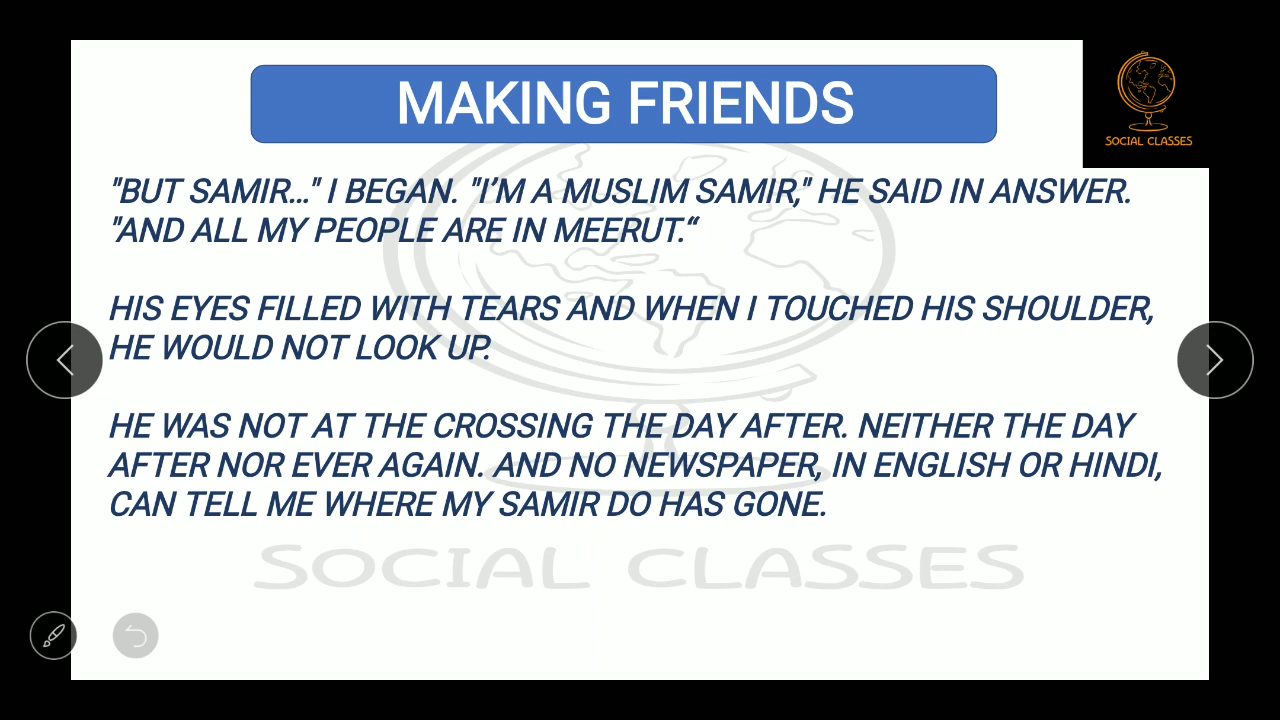 MAKING FRIENDS
SOCIAL CLASSES
"BUT SAMIR..." I BEGAN. "I’M A MUSLIM SAMIR," HE SAID IN ANSWER.
"AND ALL MY PEOPLE ARE IN MEERUT.“
HIS EYES FILLED WITH TEARS AND WHEN I TOUCHED HIS SHOULDER,
HE WOULD NOT LOOK UP.
HE WAS NOT AT THE CROSSING THE DAY AFTER. NEITHER THE DAY
AFTER NOR EVER AGAIN. AND NO NEWSPAPER, IN ENGLISH OR HINDI,
CAN TELL ME WHERE MY SAMIR DO HAS GONE.
SOCIAL CLASSES